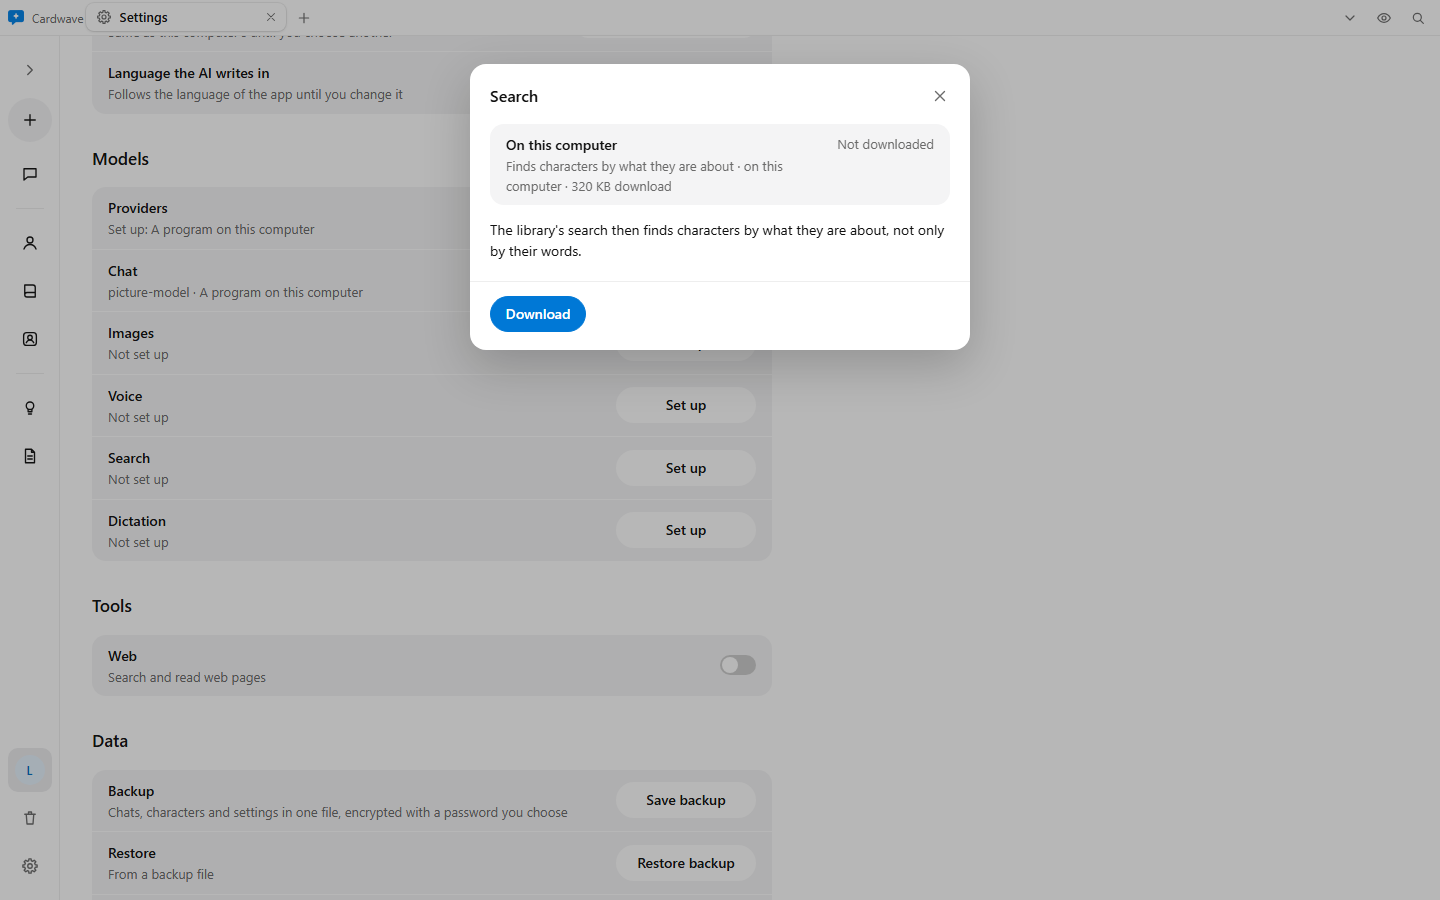 Cardwave
Settings
Language the AI writes in
Follows the language of the app until you change it
Models
Providers
Set up: A program on this computer
Chat
picture-model · A program on this computer
Images
Not set up
Voice
Not set up
Set up
Search
Not set up
Set up
Dictation
Not set up
Set up
Tools
Web
Search and read web pages
Data
Backup
Chats, characters and settings in one file, encrypted with a password you choose
Save backup
Restore
From a backup file
Restore backup
L
Search
On this computer
Not downloaded
Finds characters by what they are about · on this
computer · 320 KB download
The library's search then finds characters by what they are about, not only
by their words.
Download